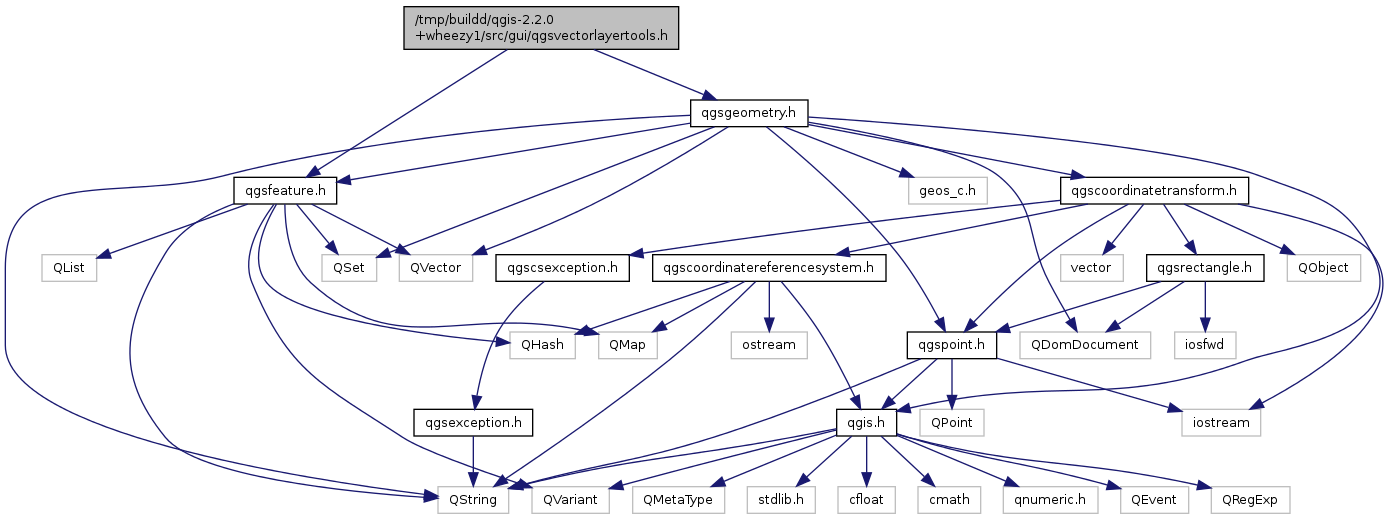 /tmp/buildd/qgis-2.2.0
+wheezy1/src/gui/qgsvectorlayertools.h
qgsgeometry.h
qgsfeature.h
geos_c.h
qgscoordinatetransform.h
QList
QSet
QVector
qgscsexception.h
qgscoordinatereferencesystem.h
vector
qgsrectangle.h
QObject
QHash
QMap
ostream
qgspoint.h
QDomDocument
iosfwd
qgsexception.h
qgis.h
QPoint
iostream
QString
QVariant
QMetaType
stdlib.h
cfloat
cmath
qnumeric.h
QEvent
QRegExp